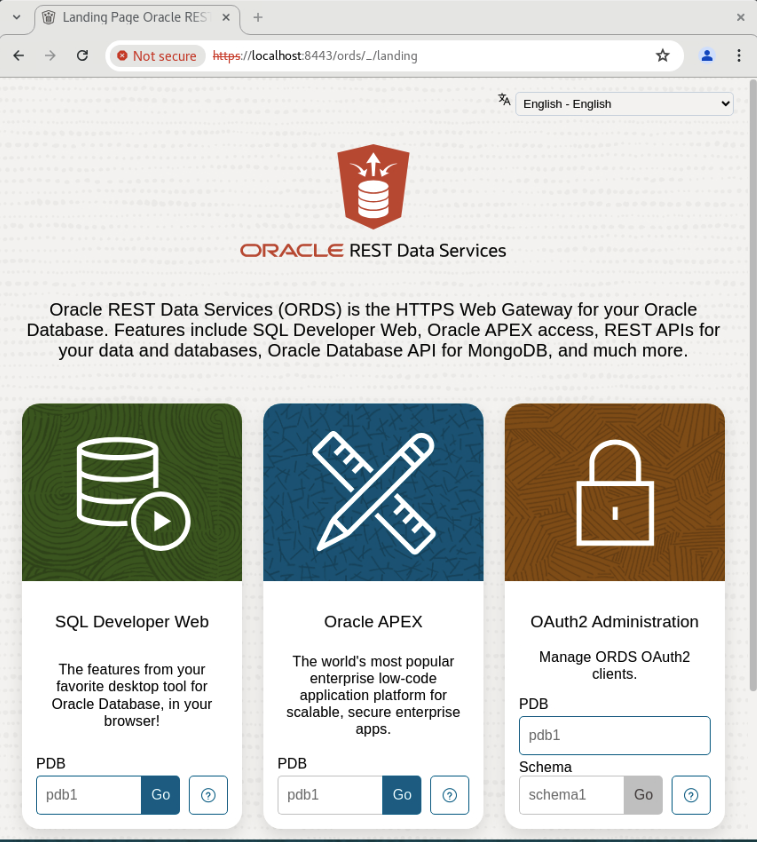 Landing Page Oracle RES
Not secure https://localhost:8443/ords/_/landing
English - English
ORACLE REST Data Services
Oracle REST Data Services (ORDS) is the HTTPS Web Gateway for your Oracle
Database. Features include SQL Developer Web, Oracle APEX access, REST APIs for
your data and databases, Oracle Database API for MongoDB, and much more.
SQL Developer Web
The features from your
favorite desktop tool for
Oracle Database, in your
browser!
PDB
pdb1 Go ?
Oracle APEX
The world's most popular
enterprise low-code
application platform for
scalable, secure enterprise
apps.
PDB
pdb1 Go ?
OAuth2 Administration
Manage ORDS OAuth2
clients.
PDB
pdb1
Schema
schema1 Go ?